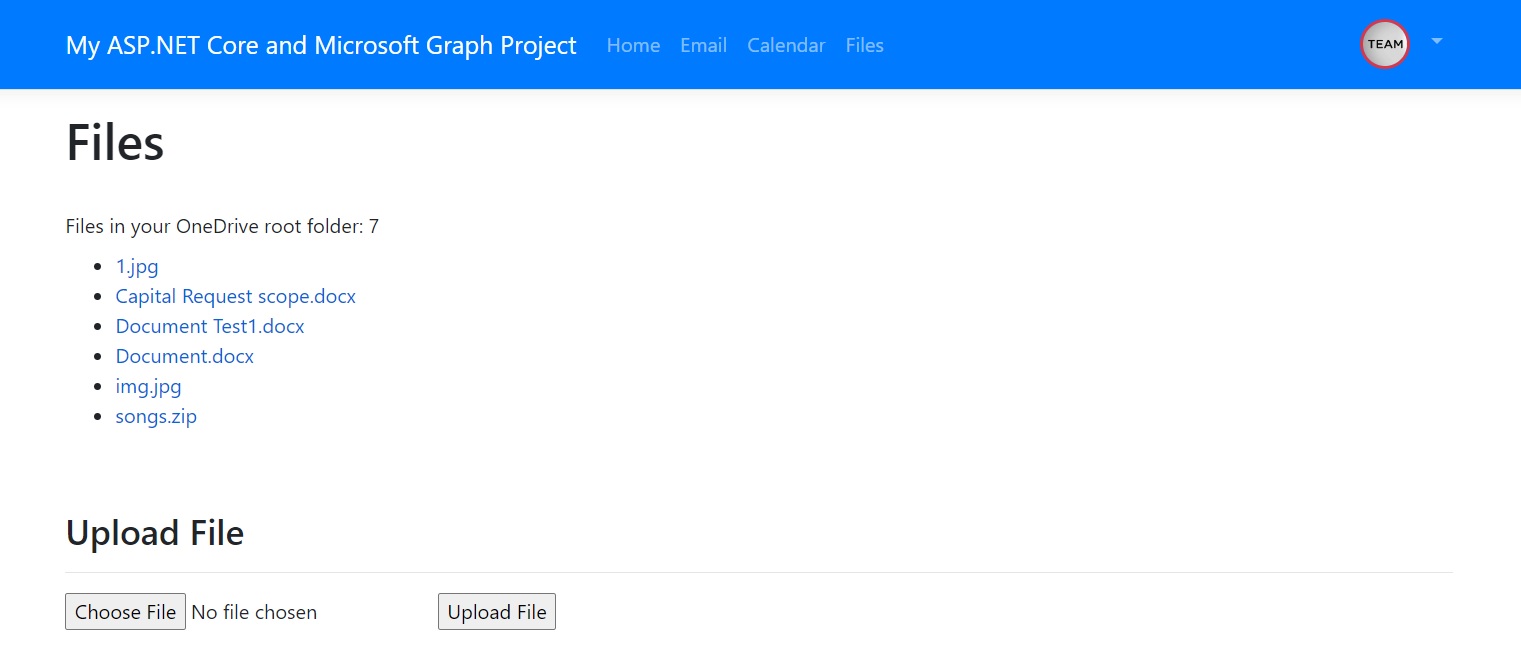 My ASP.NET Core and Microsoft Graph Project Home Email Calendar Files TEAM
Files
Files in your OneDrive root folder: 7
1.jpg
Capital Request scope.docx
Document Test1.docx
Document.docx
img.jpg
songs.zip
Upload File
Choose File No file chosen Upload File